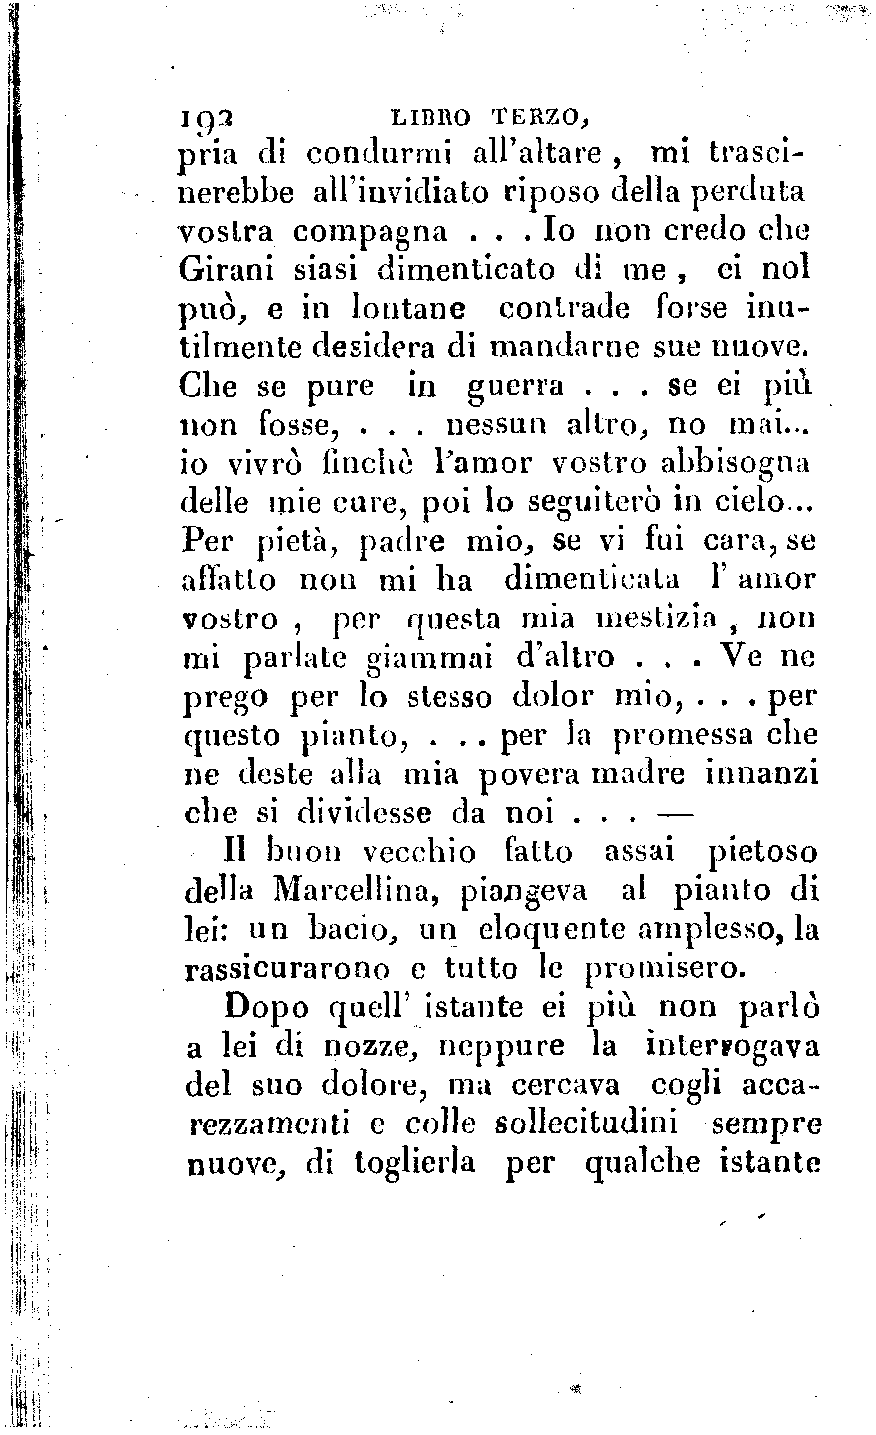 192 LIBRO TERZO,
pria di condurmi all'altare , mi trasci-
nerebbe all'invidiato riposo della perduta
vostra compagna . . . Io non credo che
Girani siasi dimenticato di me , ei nol
può, e in lontane contrade forse inu-
tilmente desidera di mandarne sue nuove.
Che se pure in guerra . . . se ei più
non fosse, . . . nessun altro, no mai...
io vivrò finchè l'amor vostro abbisogna
delle mie cure, poi lo seguiterò in cielo...
Per pietà, padre mio, se vi fui cara, se
affatto non mi ha dimenticata l' amor
vostro , per questa mia mestizia , non
mi parlate giammai d'altro . . . Ve ne
prego per lo stesso dolor mio, . . . per
questo pianto, . . . per la promessa che
ne deste alla mia povera madre innanzi
che si dividesse da noi . . . —
Il buon vecchio fatto assai pietoso
della Marcellina, piangeva al pianto di
lei: un bacio, un eloquente amplesso, la
rassicurarono e tutto le promisero.
Dopo quell' istante ei più non parlò
a lei di nozze, neppure la interrogava
del suo dolore, ma cercava cogli acca-
rezzamenti e colle sollecitudini sempre
nuove, di toglierla per qualche istante